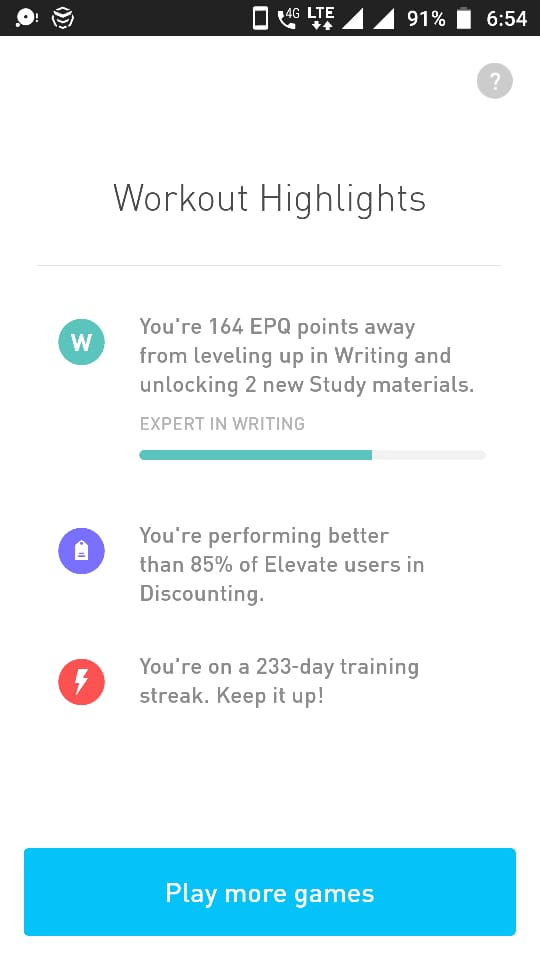 4G LTE 91% 6:54
?
Workout Highlights
W
You're 164 EPQ points away
from leveling up in Writing and
unlocking 2 new Study materials.
EXPERT IN WRITING
You're performing better
than 85% of Elevate users in
Discounting.
You're on a 233-day training
streak. Keep it up!
Play more games